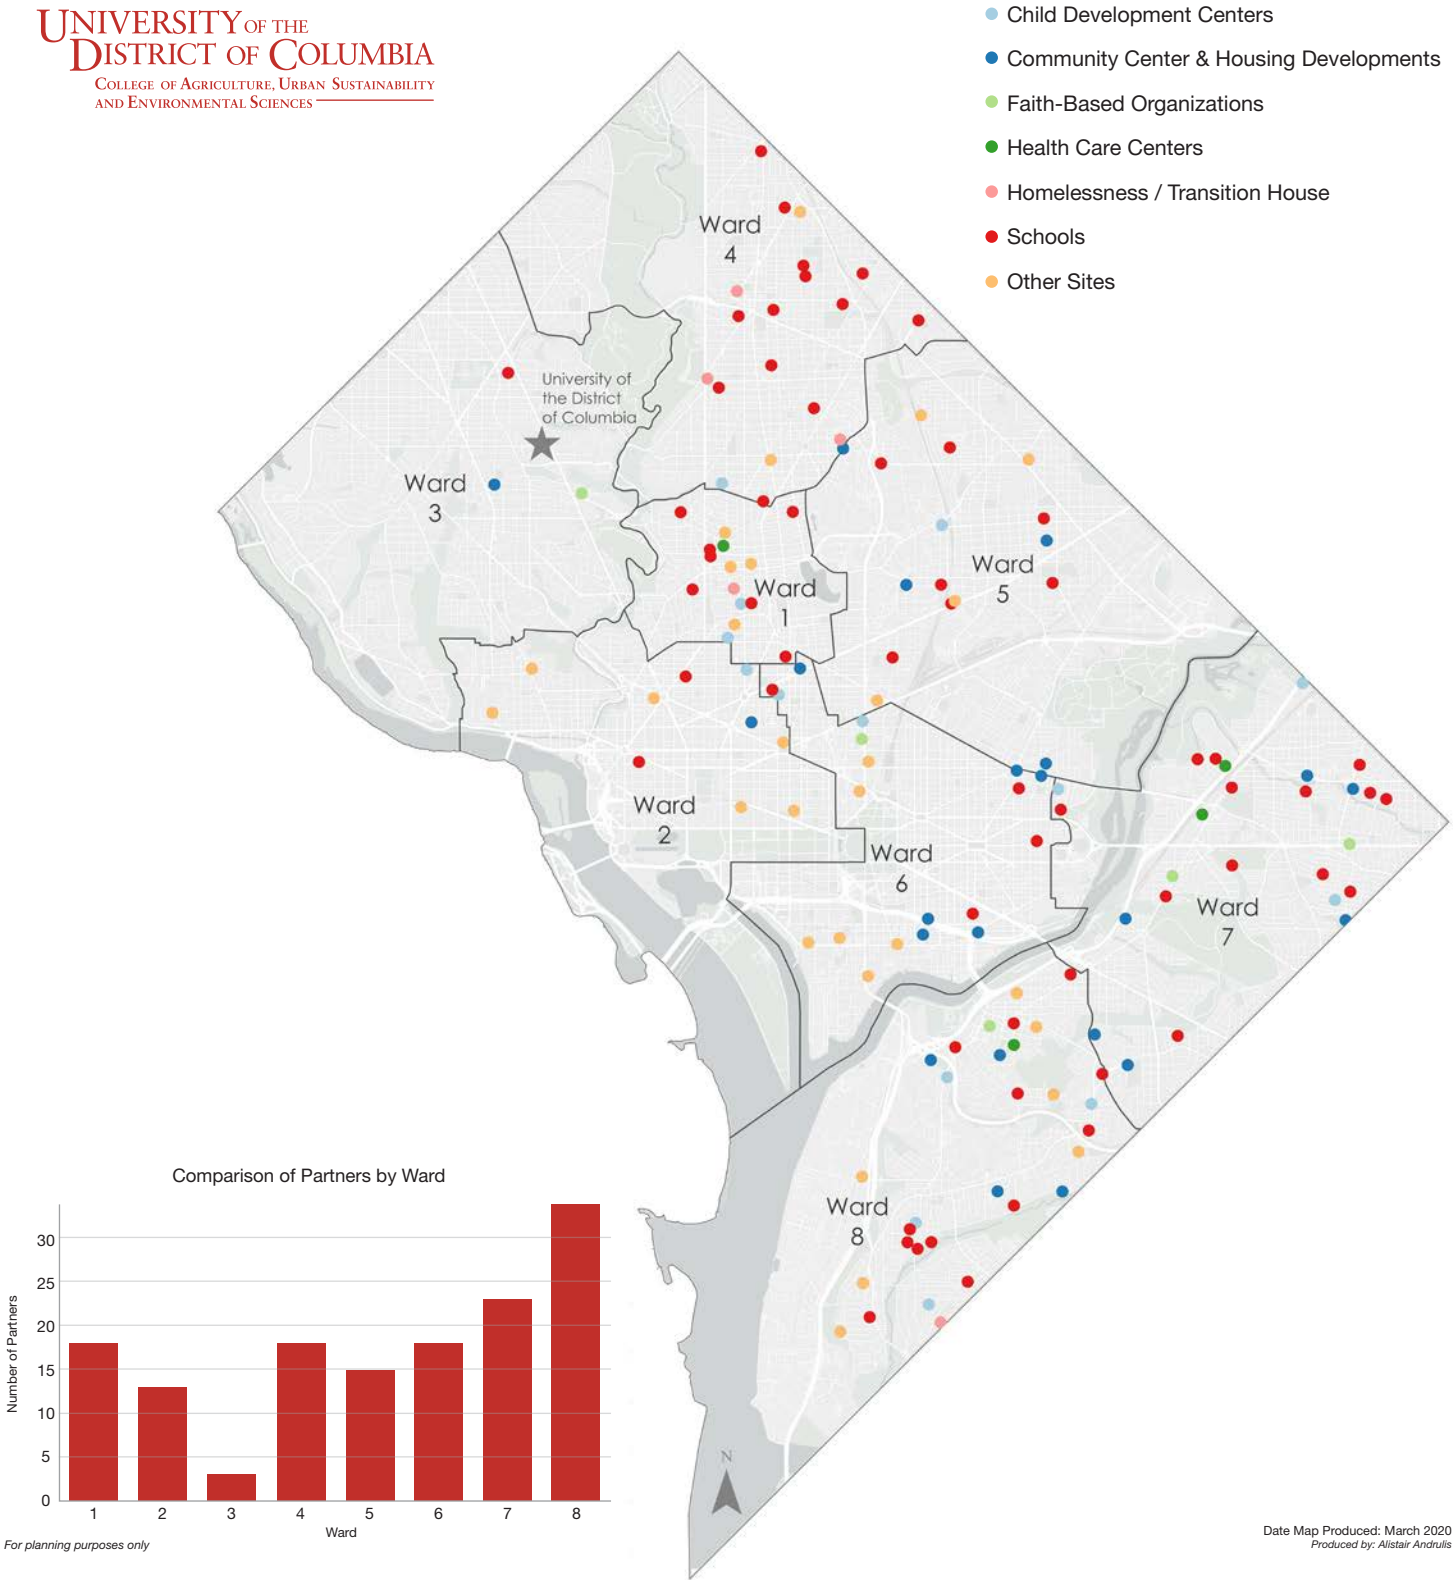 UNIVERSITY OF THE
DISTRICT OF COLUMBIA
COLLEGE OF AGRICULTURE, URBAN SUSTAINABILITY
AND ENVIRONMENTAL SCIENCES
Child Development Centers
Community Center & Housing Developments
Faith-Based Organizations
Health Care Centers
Homelessness / Transition House
Schools
Other Sites
Ward
4
University of
the District
of Columbia
Ward
3
Ward
5
Ward
1
Ward
2
Ward
6
Ward
7
Ward
8
N
Comparison of Partners by Ward
Number of Partners
30
25
20
15
10
5
0
1 2 3 4 5 6 7 8
Ward
For planning purposes only
Date Map Produced: March 2020
Produced by: Alistair Andrulis